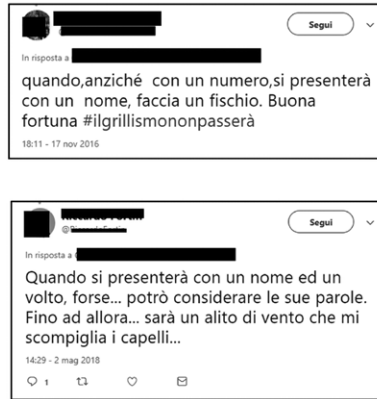 Segui
In risposta a
quando,anziché con un numero,si presenterà
con un nome, faccia un fischio. Buona
fortuna #ilgrillismononpasserà
18:11 - 17 nov 2016
Segui
In risposta a
Quando si presenterà con un nome ed un
volto, forse... potrò considerare le sue parole.
Fino ad allora... sarà un alito di vento che mi
scompiglia i capelli...
14:29 - 2 mag 2018
1